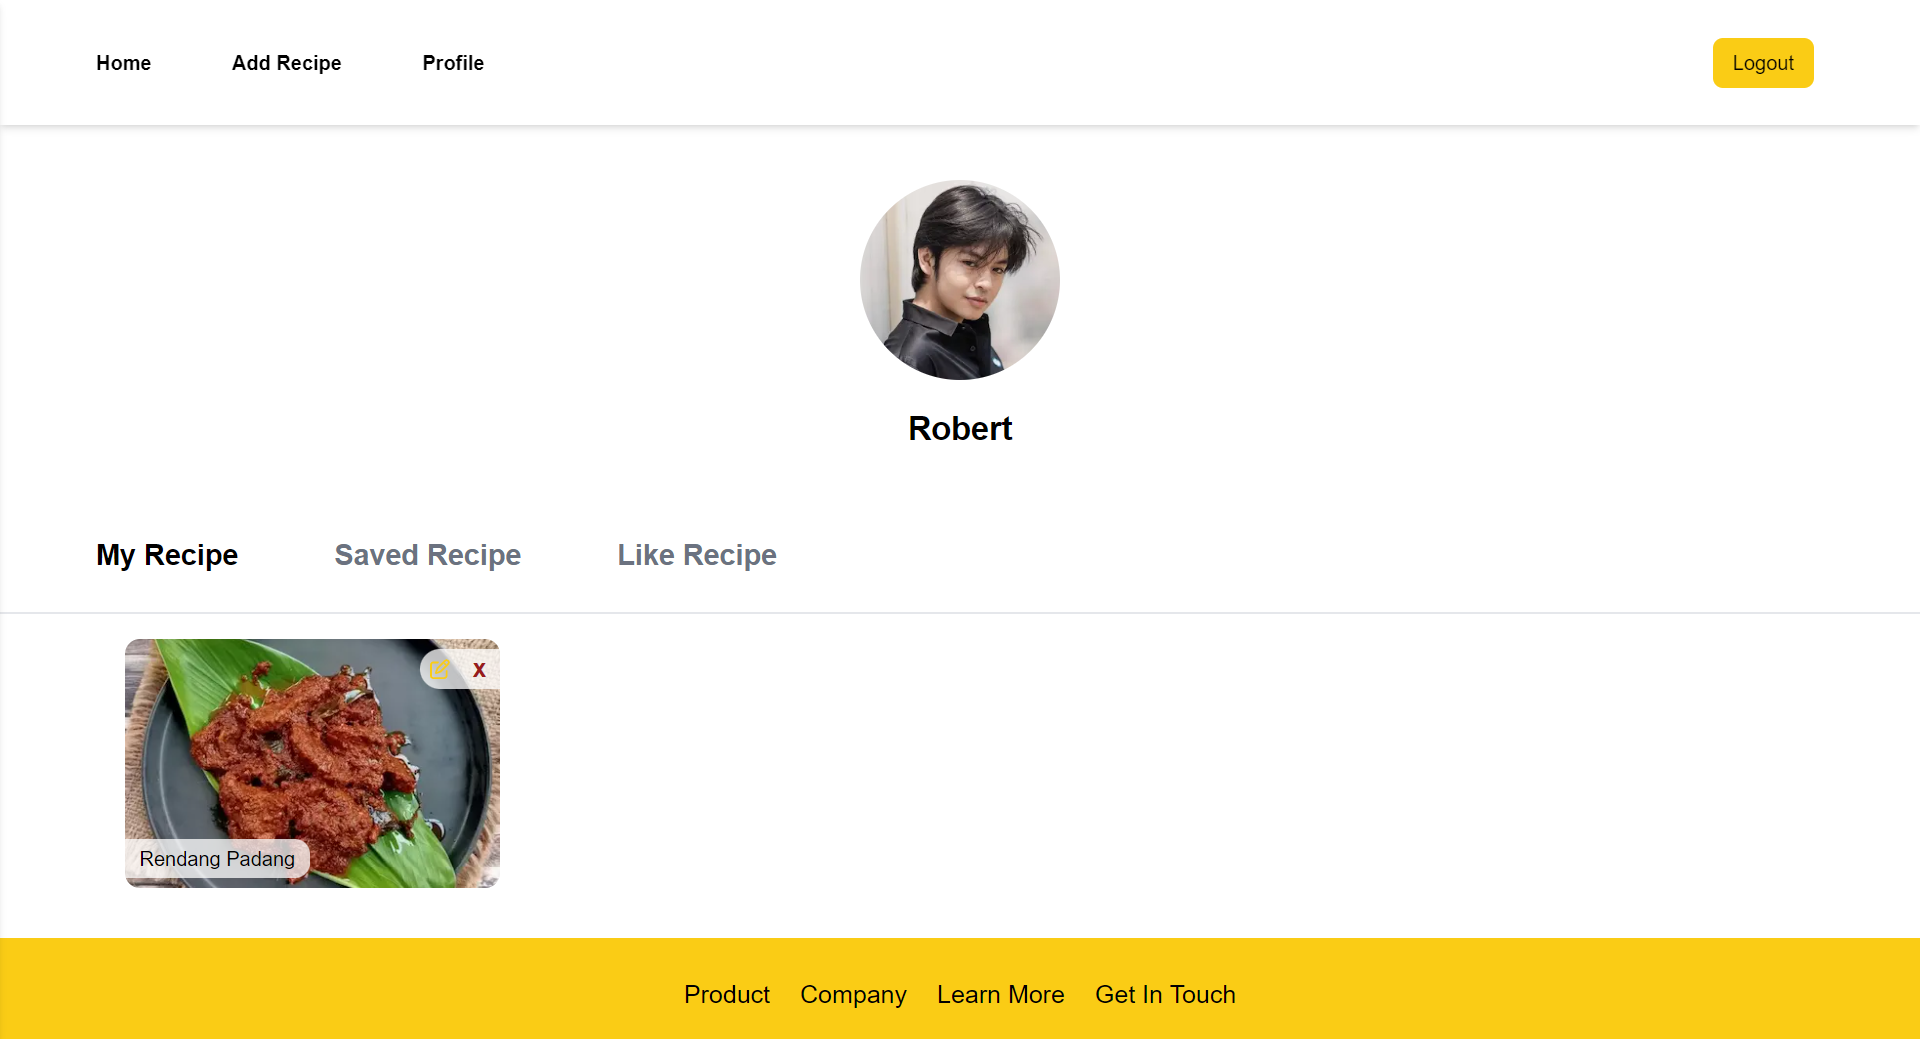 Home Add Recipe Profile Logout
Robert
My Recipe Saved Recipe Like Recipe
X
Rendang Padang
Product Company Learn More Get In Touch